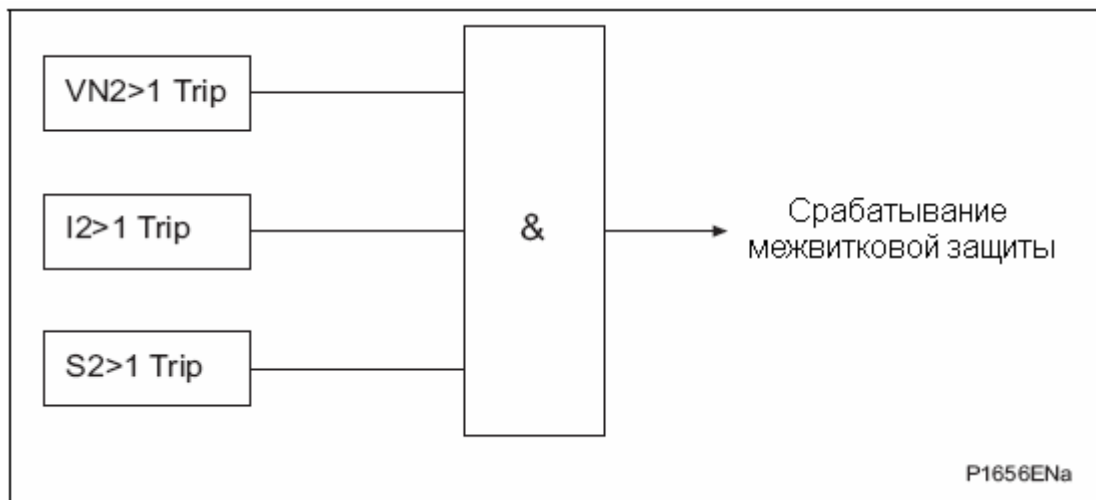 VN2>1 Trip
I2>1 Trip
S2>1 Trip
&
Срабатывание
межвитковой защиты
P1656ENa